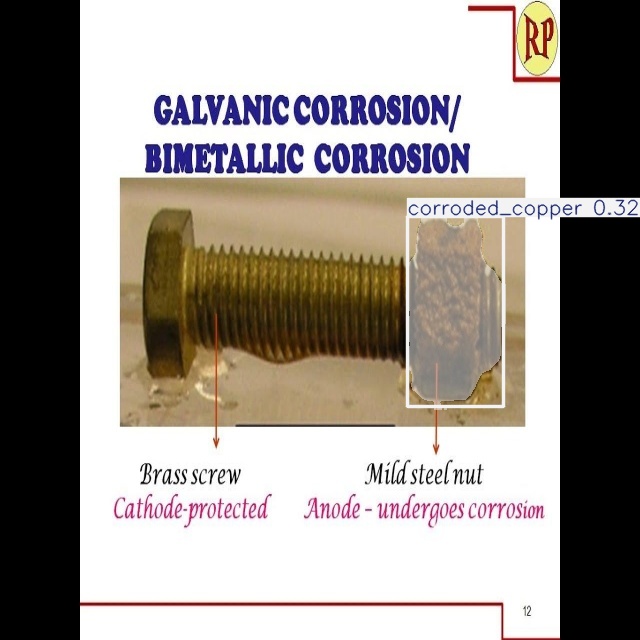 RP
GALVANIC CORROSION/
BIMETALLIC CORROSION
corroded_copper 0.32
Brass screw
Cathode-protected
Mild steel nut
Anode – undergoes corrosion
12